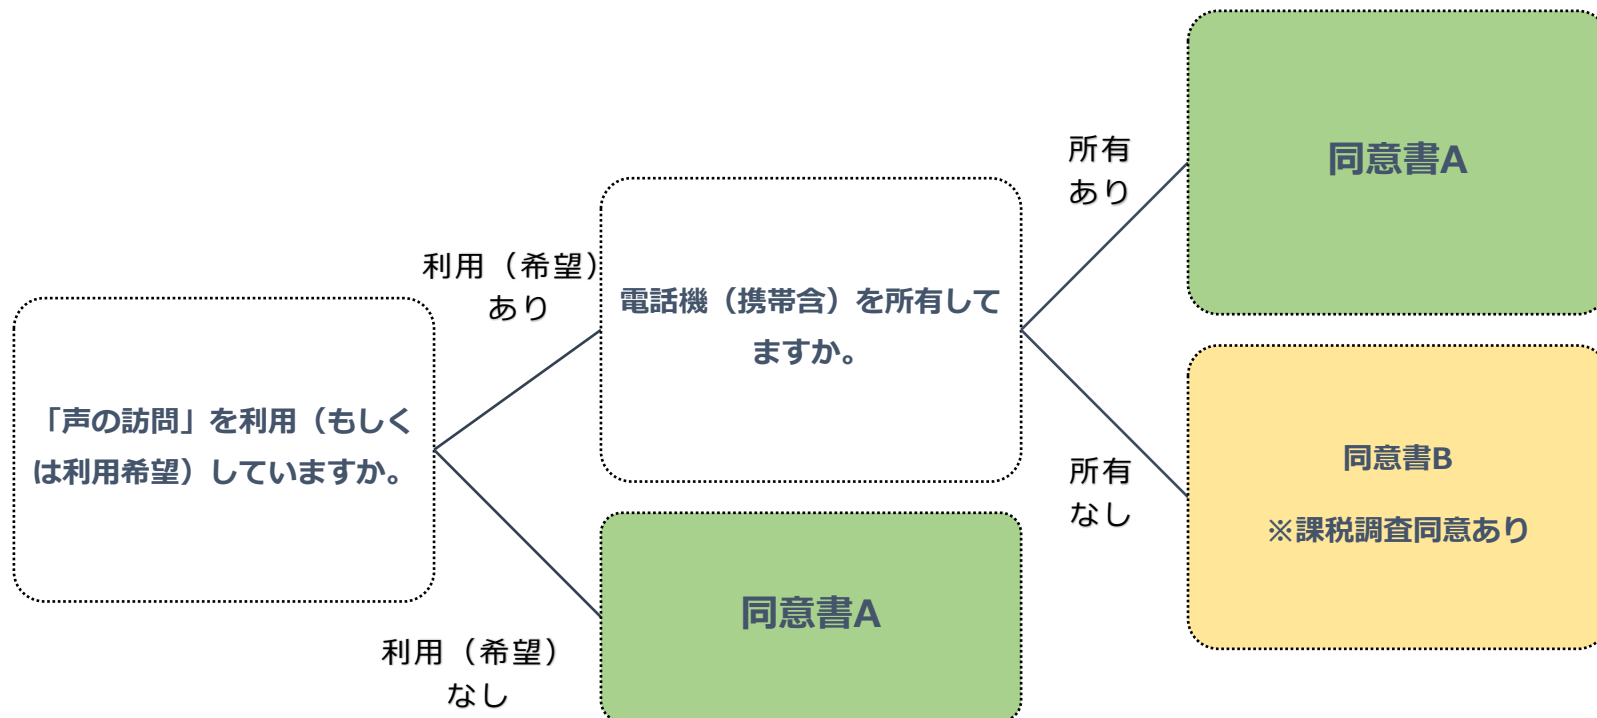 「声の訪問」を利用（もしく
は利用希望）していますか。
利用（希望）
あり
利用（希望）
なし
電話機（携帯含）を所有して
ますか。
同意書A
所有
あり
所有
なし
同意書A
同意書B
※課税調査同意あり